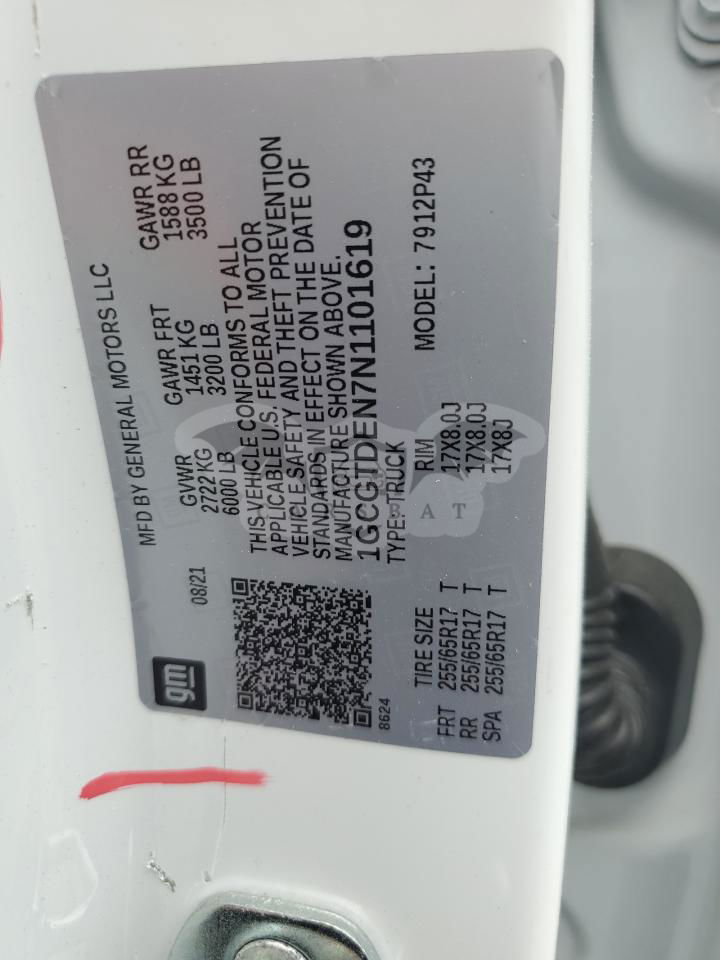 MFD BY GENERAL MOTORS LLC
gm
08/21
GVWR GAWR FRT GAWR RR
2722 KG 1451 KG 1588 KG
6000 LB 3200 LB 3500 LB
THIS VEHICLE CONFORMS TO ALL
APPLICABLE U.S. FEDERAL MOTOR
VEHICLE SAFETY AND THEFT PREVENTION
STANDARDS IN EFFECT ON THE DATE OF
MANUFACTURE SHOWN ABOVE.
1GCGTDEN7N1101619
8624
TYPE: TRUCK
MODEL: 7912P43
TIRE SIZE RIM
FRT 255/65R17 T 17X8.0J
RR 255/65R17 T 17X8.0J
SPA 255/65R17 T 17X8J